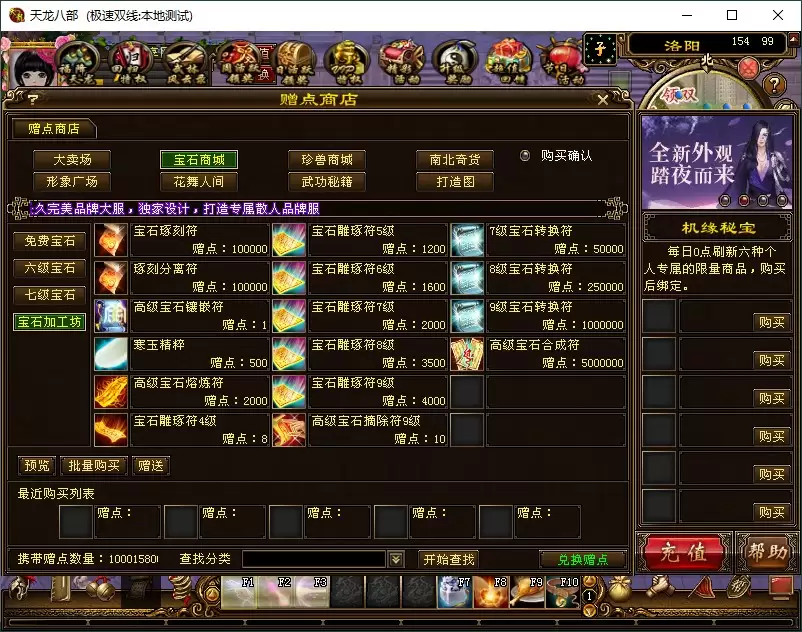 天龙八部 (极速双线:本地测试)
洛阳 154 99
北
赠点商店
赠点商店
大卖场 宝石商城 珍兽商城 南北奇货 购买确认
形象广场 花舞人间 武功秘籍 打造图
久完美品牌大服，独家设计，打造专属散人品牌服
免费宝石
六级宝石
七级宝石
宝石加工坊
宝石琢刻符
赠点：100000
宝石雕琢符5级
赠点：1200
7级宝石转换符
赠点：50000
琢刻分离符
赠点：100000
宝石雕琢符6级
赠点：1600
8级宝石转换符
赠点：250000
高级宝石镶嵌符
赠点：1
宝石雕琢符7级
赠点：2000
9级宝石转换符
赠点：1000000
寒玉精粹
赠点：500
宝石雕琢符8级
赠点：3500
高级宝石合成符
赠点：5000000
高级宝石熔炼符
赠点：2000
宝石雕琢符9级
赠点：4000
宝石雕琢符4级
赠点：8
高级宝石摘除符9级
赠点：10
预览 批量购买 赠送
最近购买列表
赠点： 赠点： 赠点： 赠点： 赠点：
携带赠点数量：10001580 查找分类 开始查找 兑换赠点
全新外观
踏夜而来
机缘秘宝
每日0点刷新六种个
人专属的限量商品，购买
后绑定。
购买
购买
购买
购买
购买
购买
充值 帮助
F1 F2 F3 F7 F8 F9 F10 1